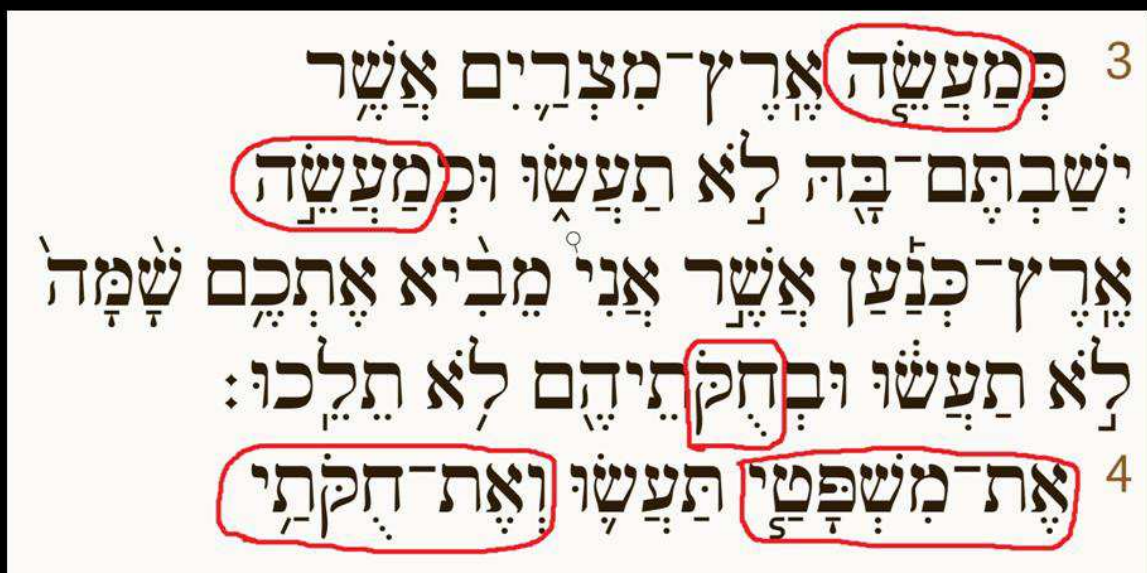 3 כְּמַעֲשֵׂ֧ה אֶֽרֶץ־מִצְרַ֛יִם אֲשֶׁ֥ר
יְשַׁבְתֶּם־בָּ֖הּ לֹ֣א תַעֲשׂ֑וּ וּכְמַעֲשֵׂ֣ה
אֶֽרֶץ־כְּנַ֡עַן אֲשֶׁ֣ר אֲנִי֩ מֵבִ֨יא אֶתְכֶ֥ם שָׁ֙מָּה֙
לֹ֣א תַעֲשׂ֔וּ וּבְחֻקֹּתֵיהֶ֖ם לֹ֥א תֵלֵֽכוּ׃
4 אֶת־מִשְׁפָּטַ֧י תַּעֲשׂ֛וּ וְאֶת־חֻקֹּתַ֥י